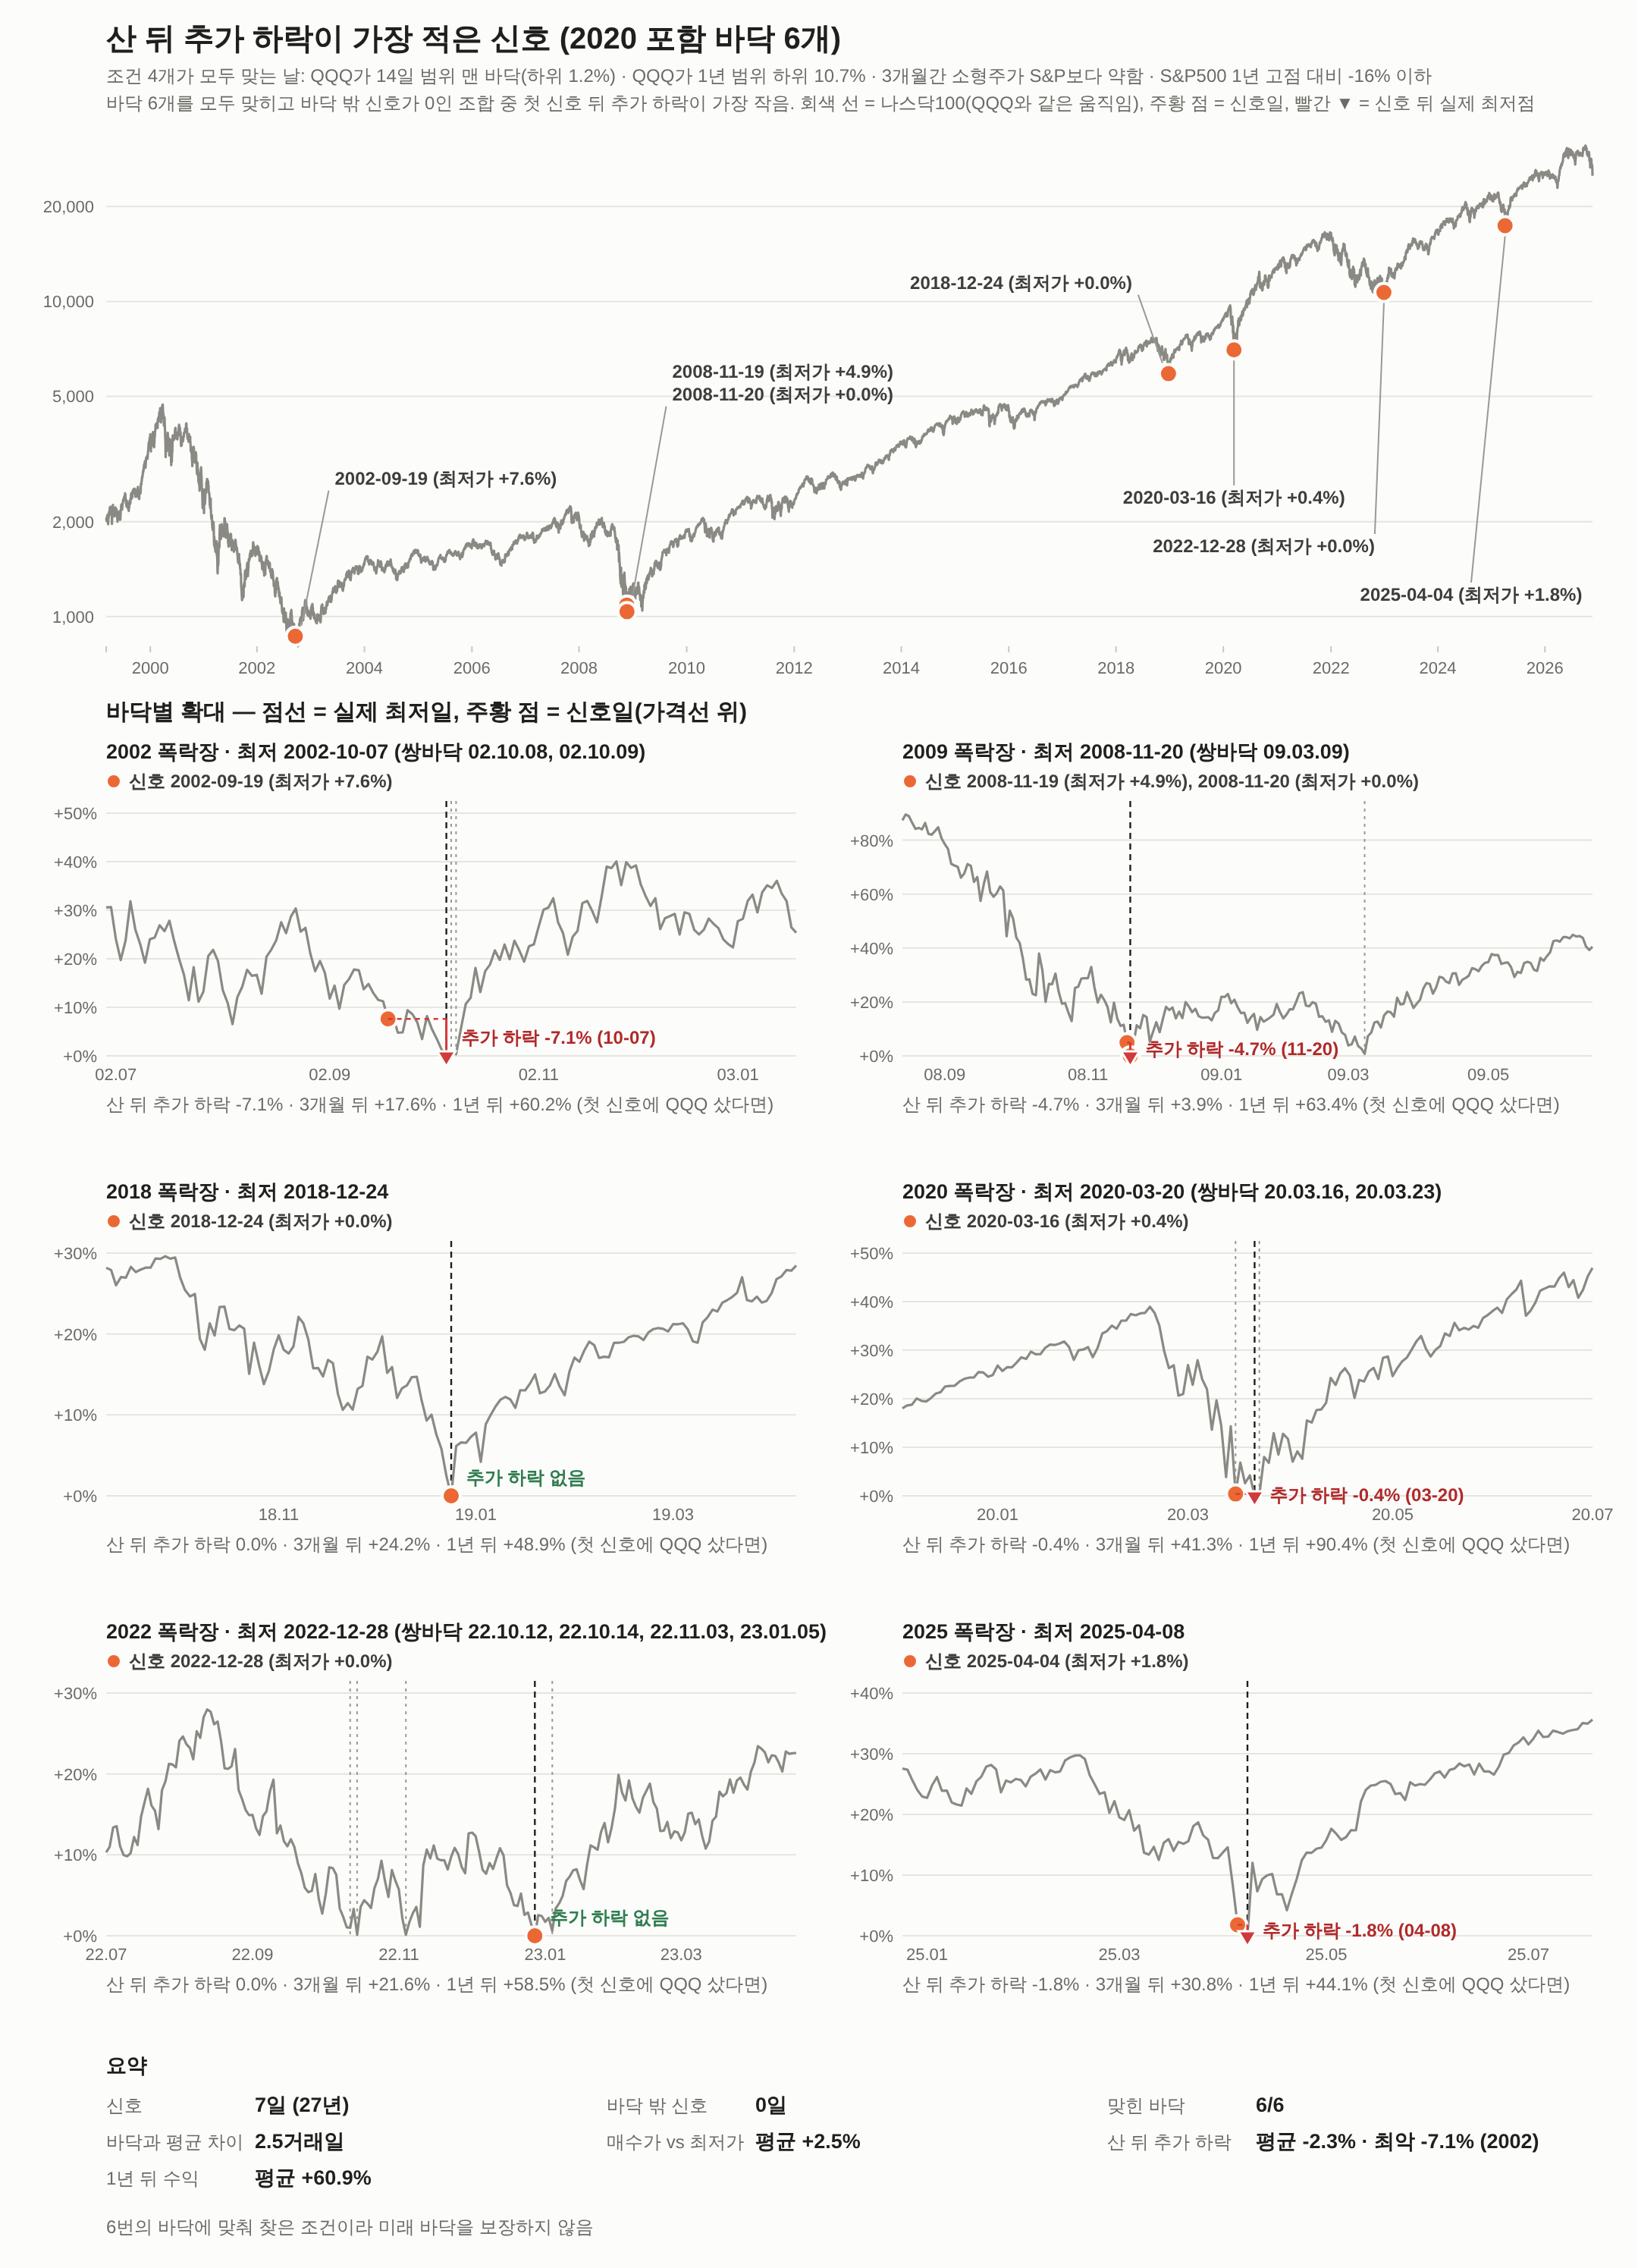 산 뒤 추가 하락이 가장 적은 신호 (2020 포함 바닥 6개)
조건 4개가 모두 맞는 날: QQQ가 14일 범위 맨 바닥(하위 1.2%) · QQQ가 1년 범위 하위 10.7% · 3개월간 소형주가 S&P보다 약함 · S&P500 1년 고점 대비 -16% 이하
바닥 6개를 모두 맞히고 바닥 밖 신호가 0인 조합 중 첫 신호 뒤 추가 하락이 가장 작음. 회색 선 = 나스닥100(QQQ와 같은 움직임), 주황 점 = 신호일, 빨간 ▼ = 신호 뒤 실제 최저점
20,000
10,000
5,000
2,000
1,000
2018-12-24 (최저가 +0.0%)
2008-11-19 (최저가 +4.9%)
2008-11-20 (최저가 +0.0%)
2002-09-19 (최저가 +7.6%)
2020-03-16 (최저가 +0.4%)
2022-12-28 (최저가 +0.0%)
2025-04-04 (최저가 +1.8%)
2000 2002 2004 2006 2008 2010 2012 2014 2016 2018 2020 2022 2024 2026
바닥별 확대 — 점선 = 실제 최저일, 주황 점 = 신호일(가격선 위)
2002 폭락장 · 최저 2002-10-07 (쌍바닥 02.10.08, 02.10.09)
신호 2002-09-19 (최저가 +7.6%)
+50%
+40%
+30%
+20%
+10%
+0%
추가 하락 -7.1% (10-07)
02.07 02.09 02.11 03.01
산 뒤 추가 하락 -7.1% · 3개월 뒤 +17.6% · 1년 뒤 +60.2% (첫 신호에 QQQ 샀다면)
2009 폭락장 · 최저 2008-11-20 (쌍바닥 09.03.09)
신호 2008-11-19 (최저가 +4.9%), 2008-11-20 (최저가 +0.0%)
+80%
+60%
+40%
+20%
+0%
추가 하락 -4.7% (11-20)
08.09 08.11 09.01 09.03 09.05
산 뒤 추가 하락 -4.7% · 3개월 뒤 +3.9% · 1년 뒤 +63.4% (첫 신호에 QQQ 샀다면)
2018 폭락장 · 최저 2018-12-24
신호 2018-12-24 (최저가 +0.0%)
+30%
+20%
+10%
+0%
추가 하락 없음
18.11 19.01 19.03
산 뒤 추가 하락 0.0% · 3개월 뒤 +24.2% · 1년 뒤 +48.9% (첫 신호에 QQQ 샀다면)
2020 폭락장 · 최저 2020-03-20 (쌍바닥 20.03.16, 20.03.23)
신호 2020-03-16 (최저가 +0.4%)
+50%
+40%
+30%
+20%
+10%
+0%
추가 하락 -0.4% (03-20)
20.01 20.03 20.05 20.07
산 뒤 추가 하락 -0.4% · 3개월 뒤 +41.3% · 1년 뒤 +90.4% (첫 신호에 QQQ 샀다면)
2022 폭락장 · 최저 2022-12-28 (쌍바닥 22.10.12, 22.10.14, 22.11.03, 23.01.05)
신호 2022-12-28 (최저가 +0.0%)
+30%
+20%
+10%
+0%
추가 하락 없음
22.07 22.09 22.11 23.01 23.03
산 뒤 추가 하락 0.0% · 3개월 뒤 +21.6% · 1년 뒤 +58.5% (첫 신호에 QQQ 샀다면)
2025 폭락장 · 최저 2025-04-08
신호 2025-04-04 (최저가 +1.8%)
+40%
+30%
+20%
+10%
+0%
추가 하락 -1.8% (04-08)
25.01 25.03 25.05 25.07
산 뒤 추가 하락 -1.8% · 3개월 뒤 +30.8% · 1년 뒤 +44.1% (첫 신호에 QQQ 샀다면)
요약
신호 7일 (27년) 바닥 밖 신호 0일 맞힌 바닥 6/6
바닥과 평균 차이 2.5거래일 매수가 vs 최저가 평균 +2.5% 산 뒤 추가 하락 평균 -2.3% · 최악 -7.1% (2002)
1년 뒤 수익 평균 +60.9%
6번의 바닥에 맞춰 찾은 조건이라 미래 바닥을 보장하지 않음